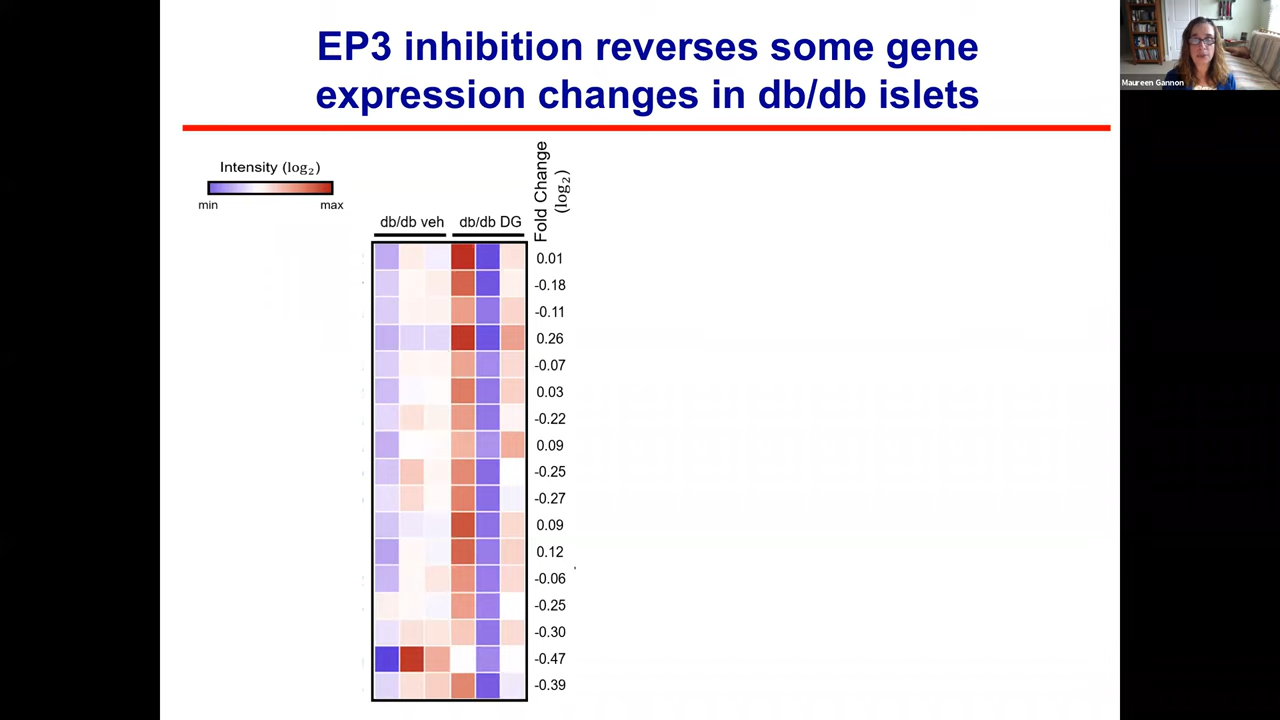 EP3 inhibition reverses some gene
expression changes in db/db islets
Maureen Gannon
Intensity (log₂)
min
max
Fold Change
(log₂)
db/db veh
db/db DG
0.01
-0.18
-0.11
0.26
-0.07
0.03
-0.22
0.09
-0.25
-0.27
0.09
0.12
-0.06
-0.25
-0.30
-0.47
-0.39